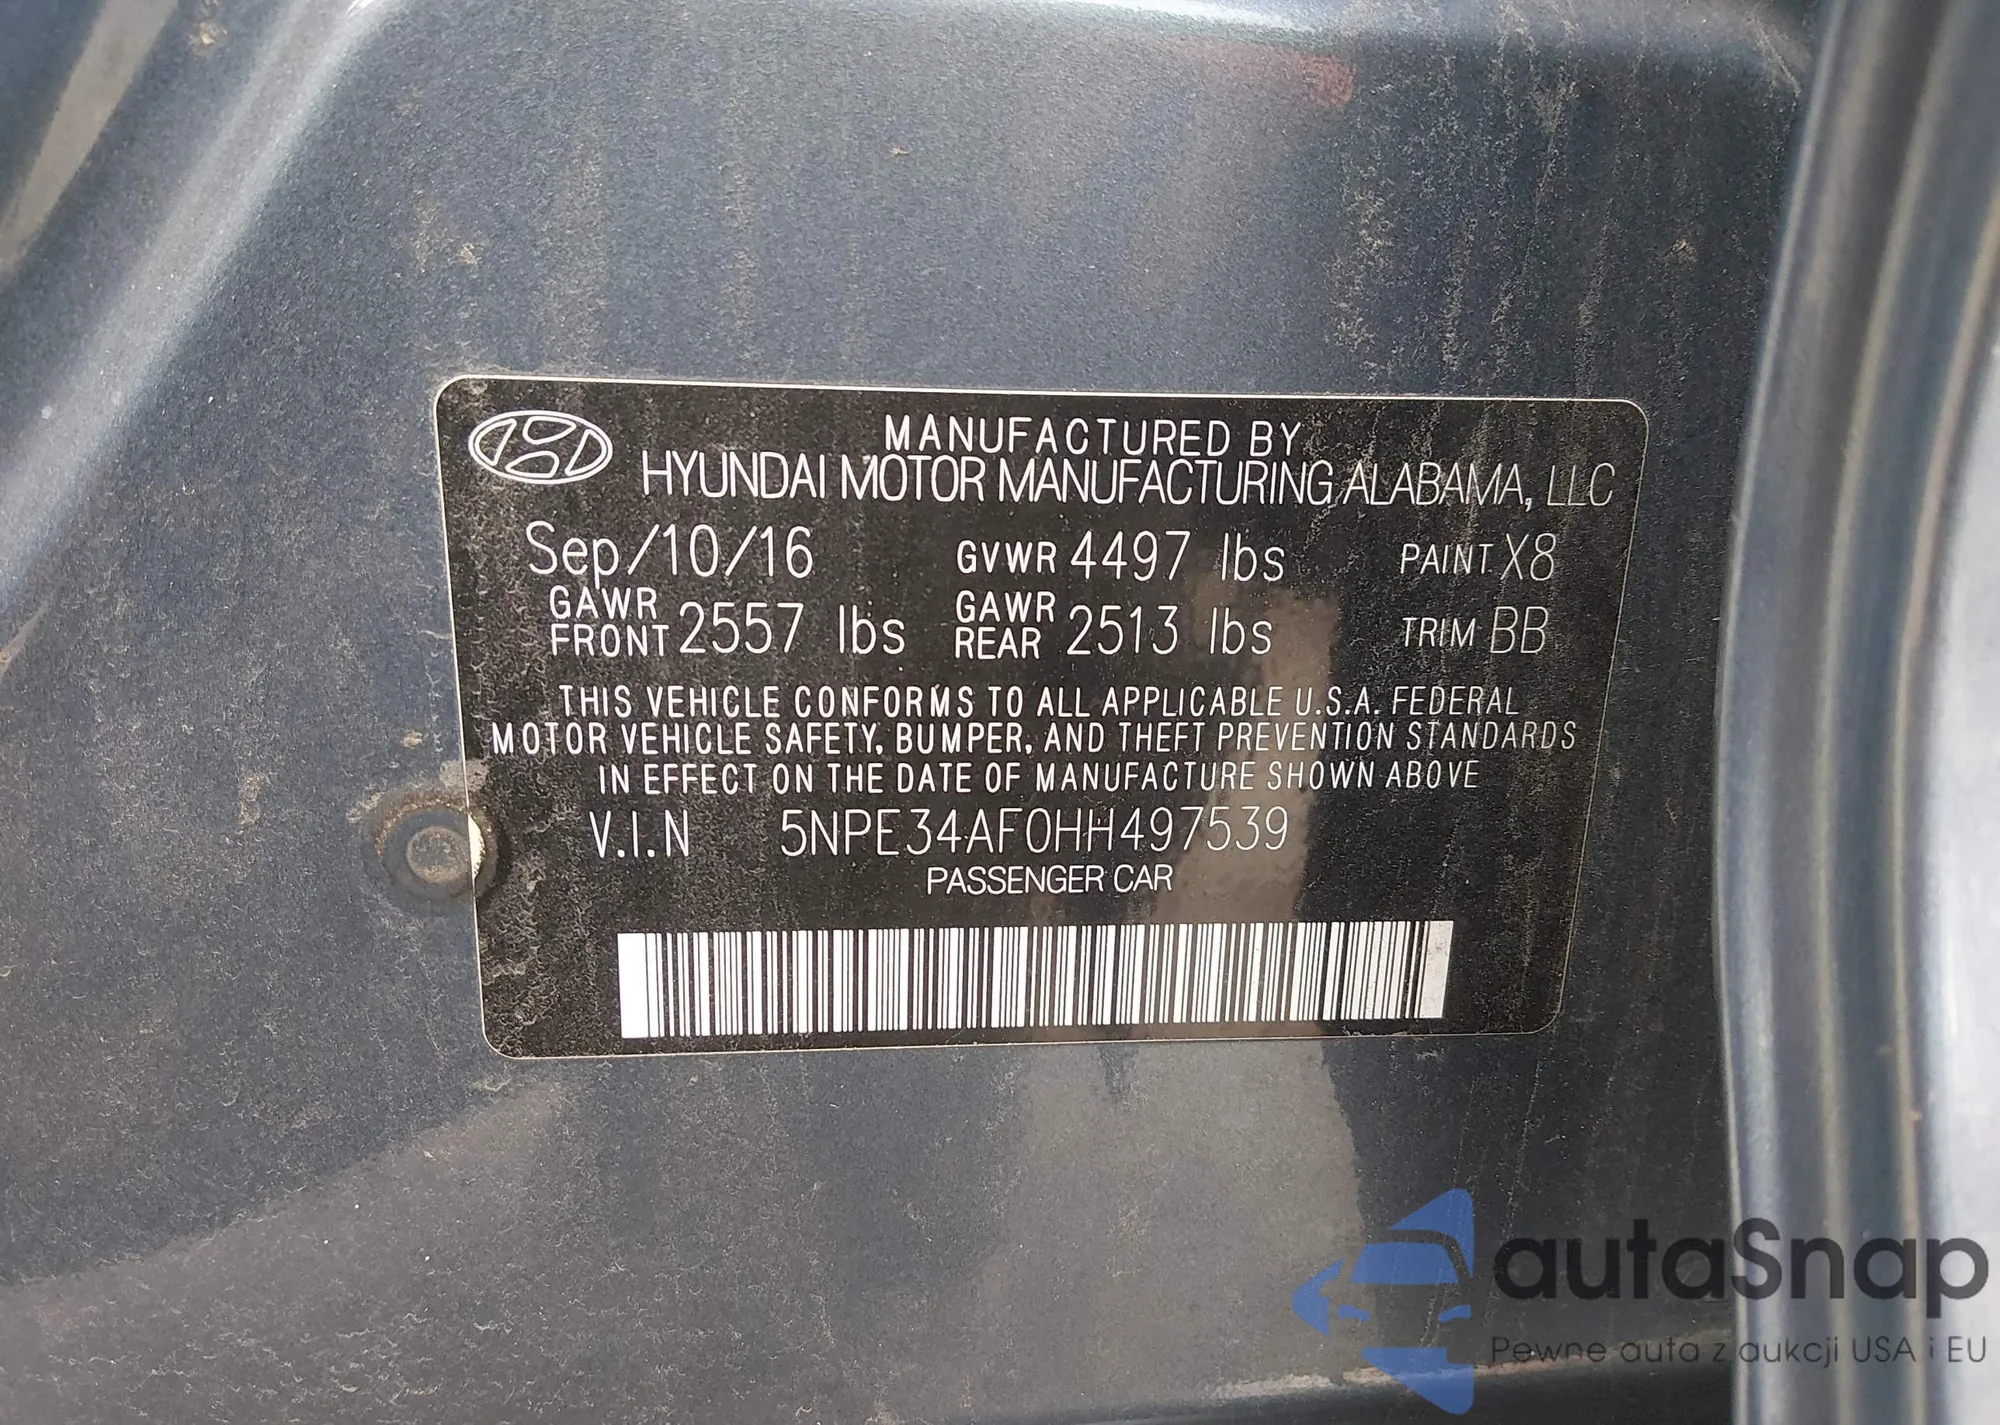 MANUFACTURED BY
HYUNDAI MOTOR MANUFACTURING ALABAMA, LLC
Sep/10/16 GVWR 4497 lbs PAINT X8
GAWR FRONT 2557 lbs GAWR REAR 2513 lbs TRIM BB
THIS VEHICLE CONFORMS TO ALL APPLICABLE U.S.A. FEDERAL
MOTOR VEHICLE SAFETY, BUMPER, AND THEFT PREVENTION STANDARDS
IN EFFECT ON THE DATE OF MANUFACTURE SHOWN ABOVE
V.I.N 5NPE34AF0HH497539
PASSENGER CAR
autaSnap
Pewne auta z aukcji USA i EU